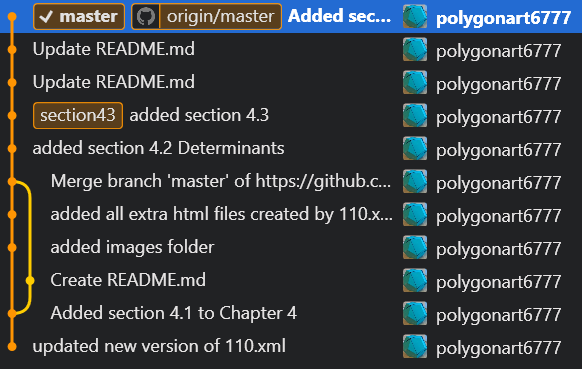 master origin/master Added sec... polygonart6777
Update README.md polygonart6777
Update README.md polygonart6777
section43 added section 4.3 polygonart6777
added section 4.2 Determinants polygonart6777
Merge branch 'master' of https://github.c... polygonart6777
added all extra html files created by 110.x... polygonart6777
added images folder polygonart6777
Create README.md polygonart6777
Added section 4.1 to Chapter 4 polygonart6777
updated new version of 110.xml polygonart6777